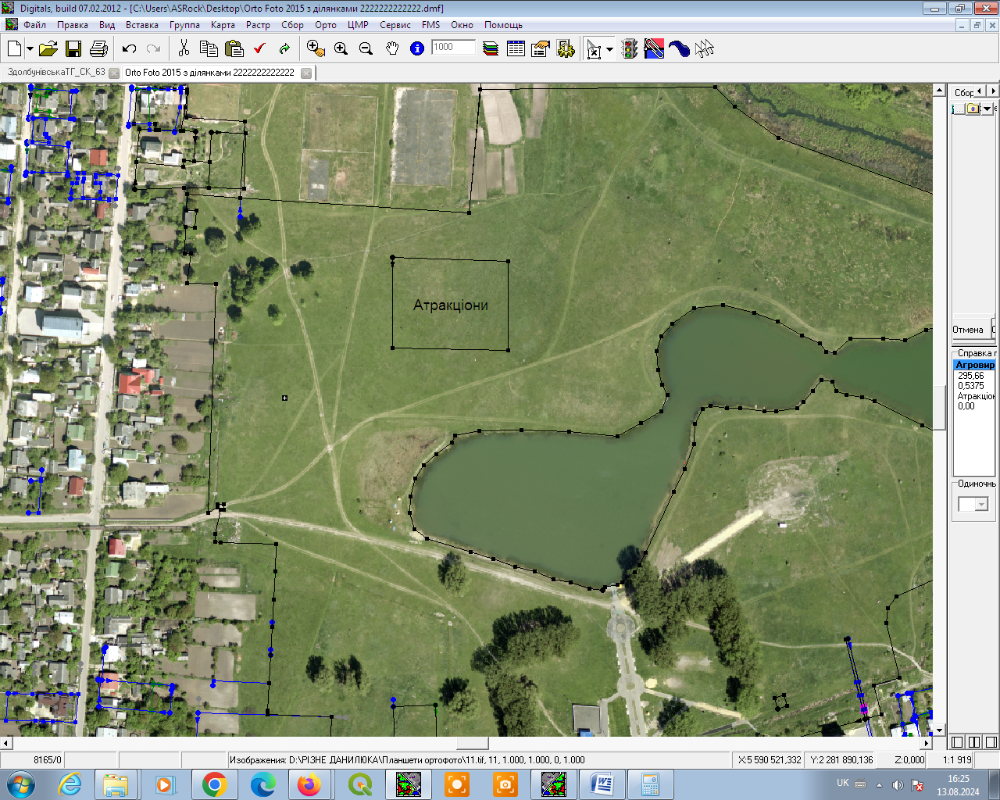 Digitals, build 07.02.2012 - [C:\Users\ASRock\Desktop\Orto Foto 2015 з ділянками 2222222222222.dmf]
Файл Правка Вид Вставка Группа Карта Растр Сбор Орто ЦМР Сервис FMS Окно Помощь
1000
ЗдолбунівськаТГ_СК_63 Orto Foto 2015 з ділянками 2222222222222
Сбор
Атракціони
Отмена
Справка г
Агровир
295,66
0,5375
Атракціон
0,00
Одиночнь
8165/0 Изображения: D:\РІЗНЕ ДАНИЛЮКА\Планшети ортофото\11.tif, 11, 1.000, 1.000, 0, 1.000 X:5 590 521,332 Y:2 281 890,136 Z:0,000 1:1 919
UK 16:25
13.08.2024